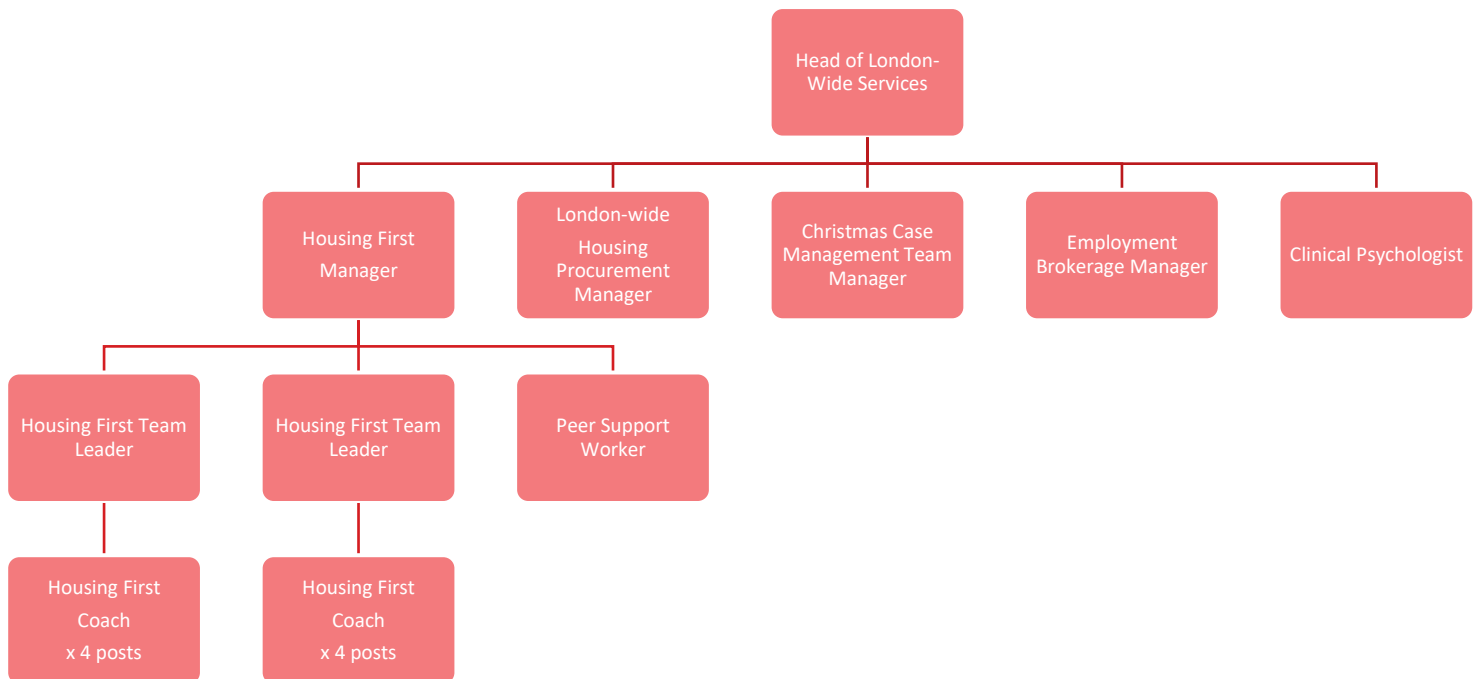 Head of London-
Wide Services
Housing First
Manager
London-wide
Housing
Procurement
Manager
Christmas Case
Management Team
Manager
Employment
Brokerage Manager
Clinical Psychologist
Housing First Team
Leader
Housing First Team
Leader
Peer Support
Worker
Housing First
Coach
x 4 posts
Housing First
Coach
x 4 posts